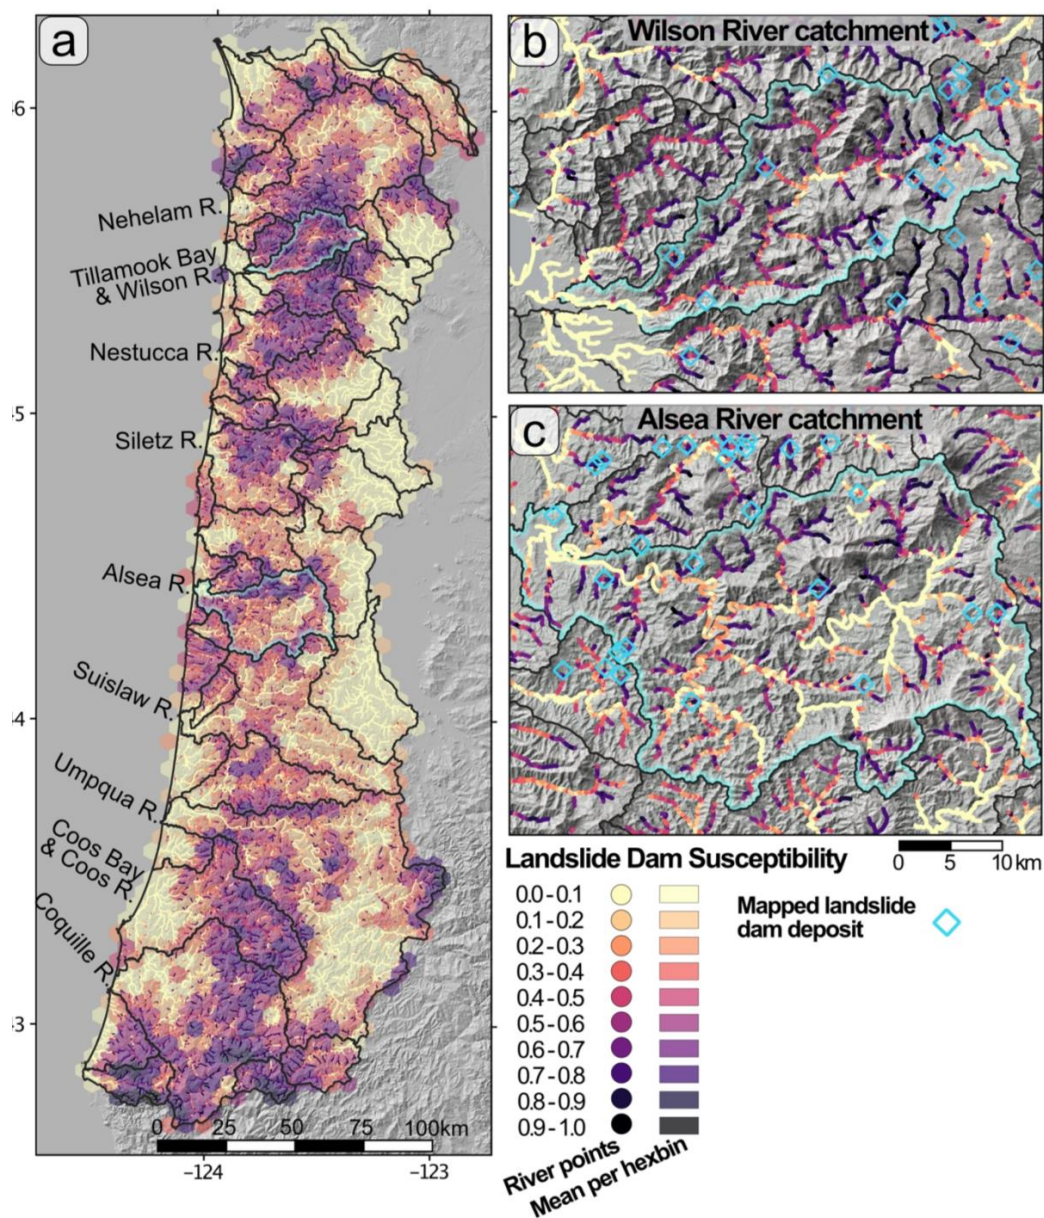 a
6
5
4
3
Nehelam R.
Tillamook Bay
& Wilson R.
Nestucca R.
Siletz R.
Alsea R.
Suislaw R.
Umpqua R.
Coos Bay
& Coos R.
Coquille R.
0 25 50 75 100km
−124 −123
b
Wilson River catchment
c
Alsea River catchment
0 5 10 km
Landslide Dam Susceptibility
0.0 - 0.1
0.1 - 0.2
0.2 - 0.3
0.3 - 0.4
0.4 - 0.5
0.5 - 0.6
0.6 - 0.7
0.7 - 0.8
0.8 - 0.9
0.9 - 1.0
River points
Mean per hexbin
Mapped landslide
dam deposit